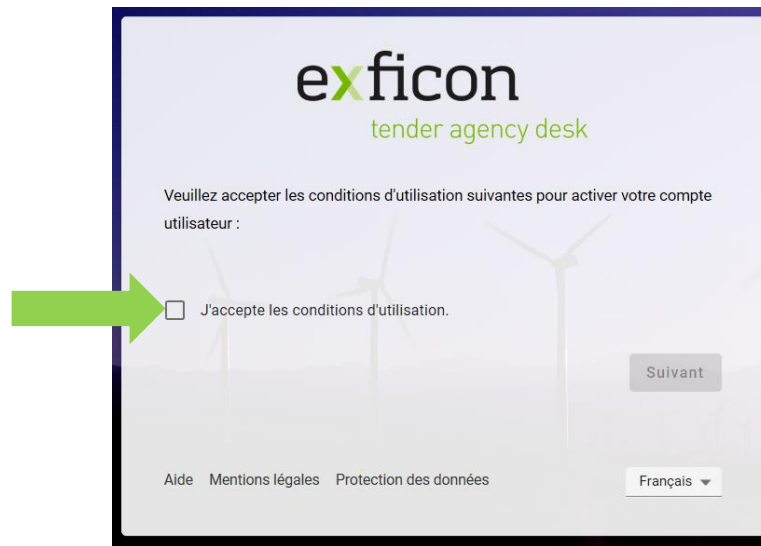 exficon
tender agency desk
Veuillez accepter les conditions d'utilisation suivantes pour activer votre compte
utilisateur :
J'accepte les conditions d'utilisation.
Suivant
Aide Mentions légales Protection des données Français